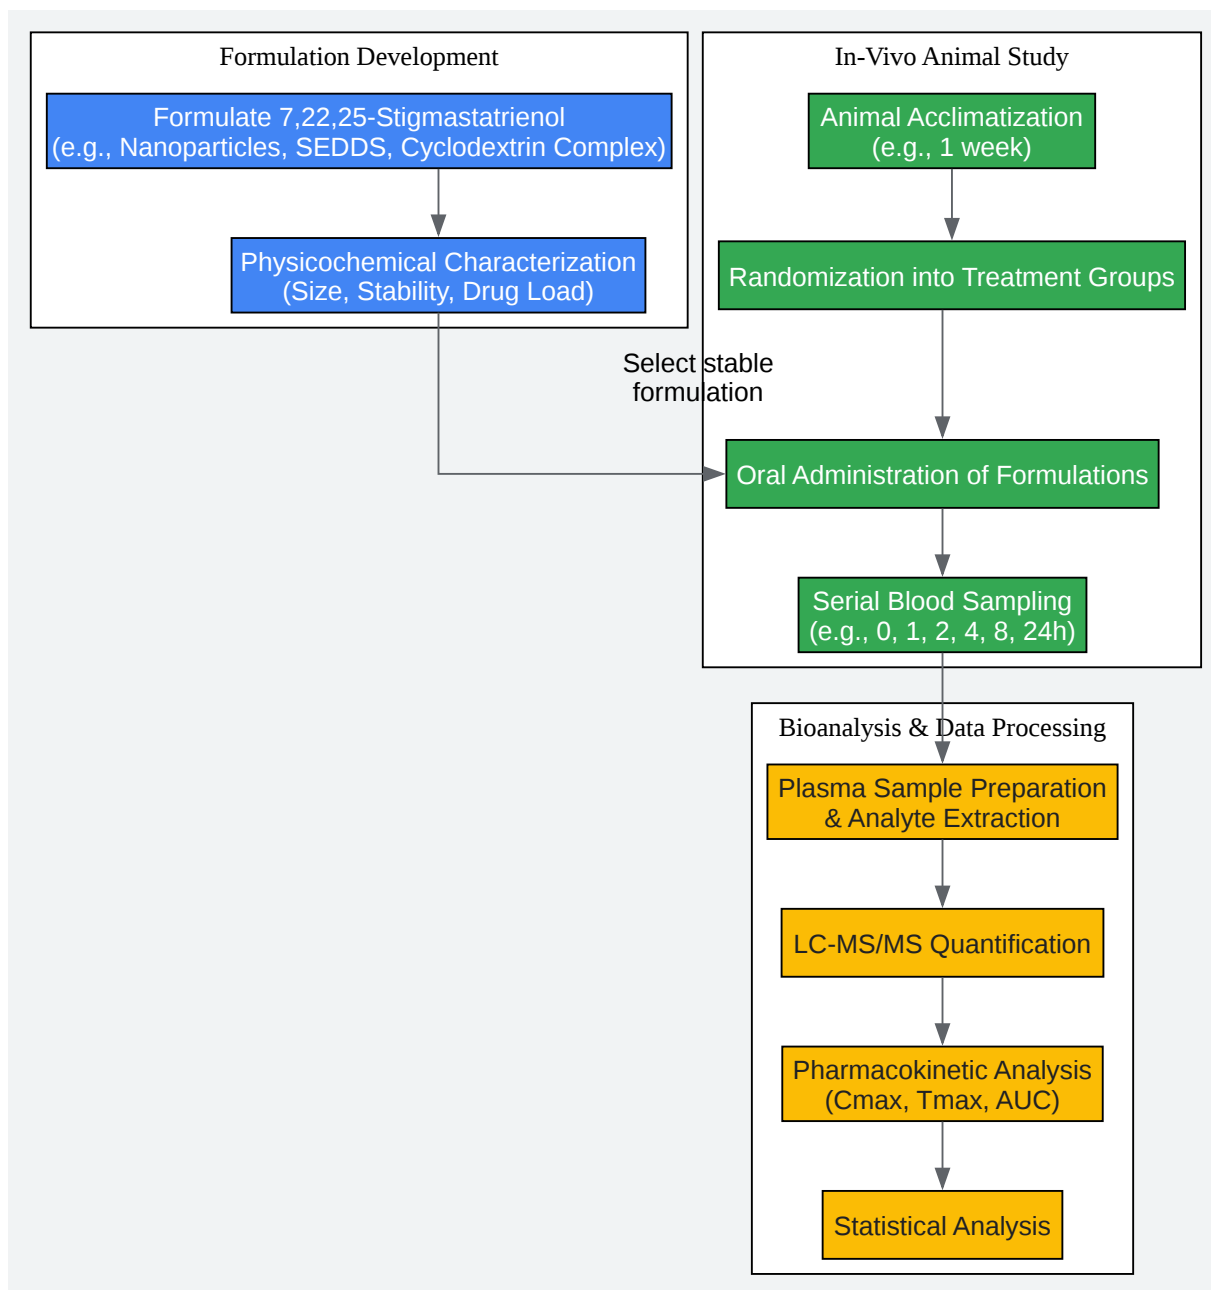 Formulation Development
Formulate 7,22,25-Stigmastatrienol
(e.g., Nanoparticles, SEDDS, Cyclodextrin Complex)
Physicochemical Characterization
(Size, Stability, Drug Load)
Select stable
formulation
In-Vivo Animal Study
Animal Acclimatization
(e.g., 1 week)
Randomization into Treatment Groups
Oral Administration of Formulations
Serial Blood Sampling
(e.g., 0, 1, 2, 4, 8, 24h)
Bioanalysis & Data Processing
Plasma Sample Preparation
& Analyte Extraction
LC-MS/MS Quantification
Pharmacokinetic Analysis
(Cmax, Tmax, AUC)
Statistical Analysis